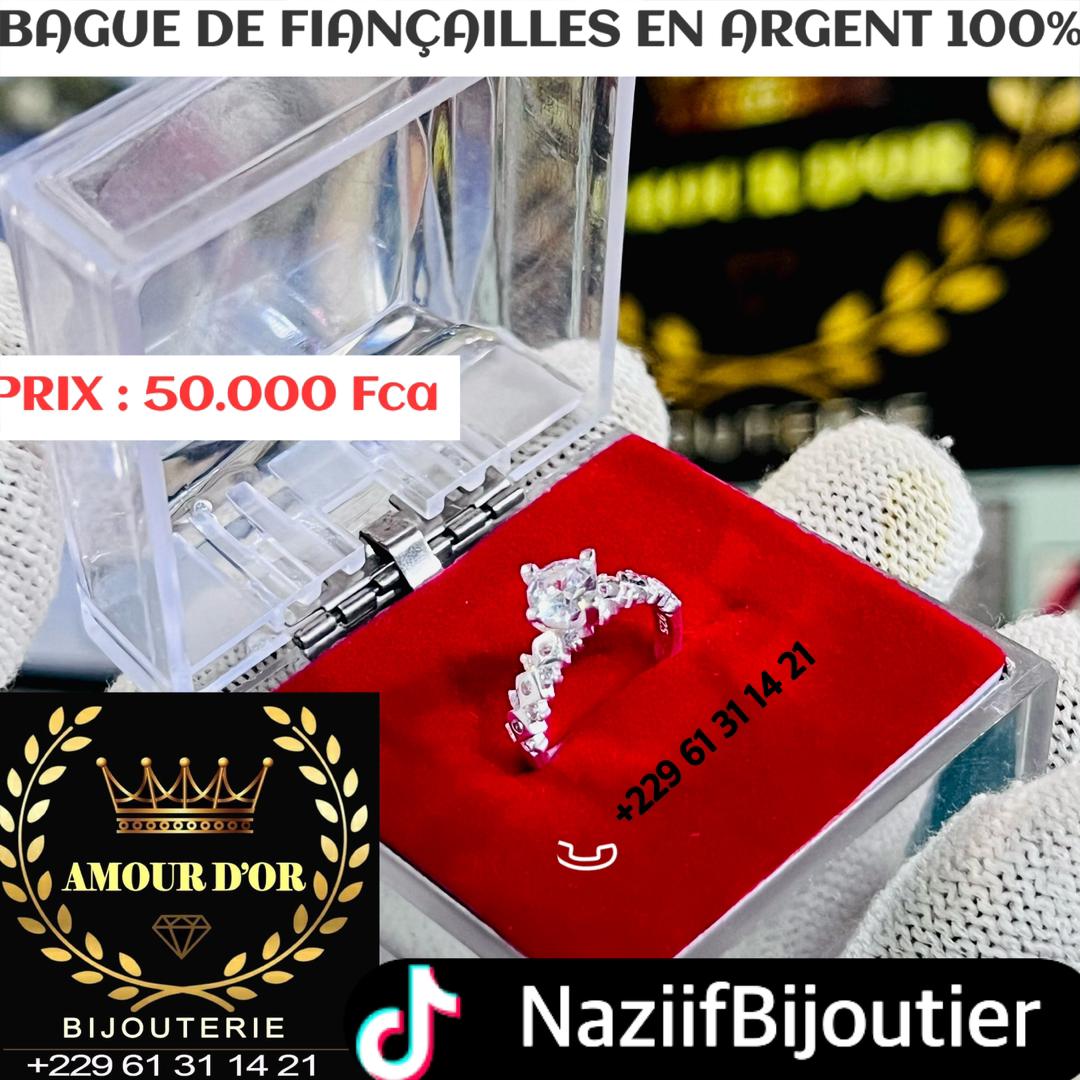 BAGUE DE FIANÇAILLES EN ARGENT 100%
PRIX : 50.000 Fca
925
+229 61 31 14 21
AMOUR D'OR
BIJOUTERIE
+229 61 31 14 21
NaziifBijoutier